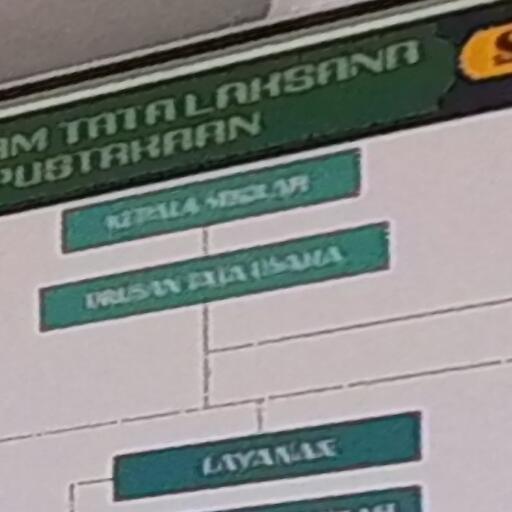 AM TATA LAKSANA
PUSTAKAAN
KEPALA SEKOLAH
URUSAN TATA USAHA
LAYANAN